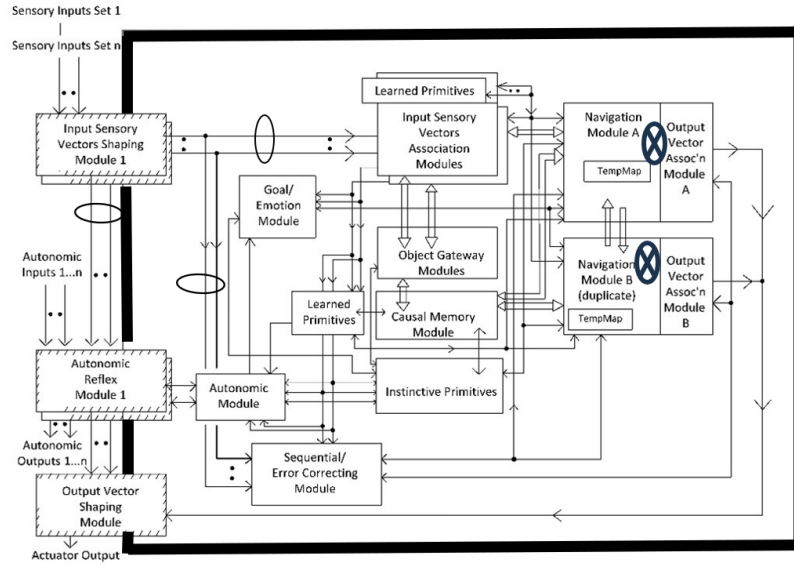 Sensory Inputs Set 1
Sensory Inputs Set n
Input Sensory
Vectors Shaping
Module 1
Autonomic
Inputs 1...n
Autonomic
Reflex
Module 1
Autonomic
Outputs 1...n
Output Vector
Shaping
Module
Actuator Output
Goal/
Emotion
Module
Learned
Primitives
Autonomic
Module
Sequential/
Error Correcting
Module
Learned Primitives
Input Sensory
Vectors
Association
Modules
Object Gateway
Modules
Causal Memory
Module
Instinctive Primitives
Navigation
Module A
TempMap
Output
Vector
Assoc'n
Module
A
Navigation
Module B
(duplicate)
TempMap
Output
Vector
Assoc'n
Module
B